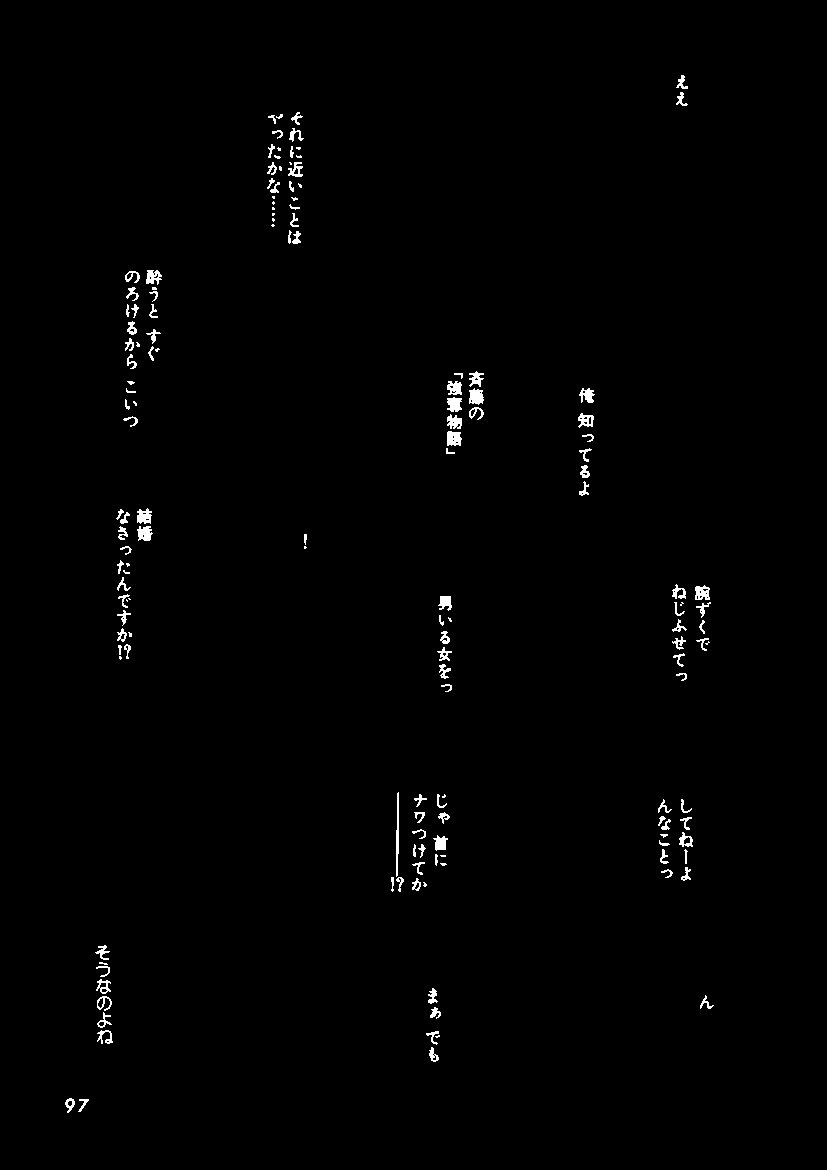 ええ
それに近いことは
やったかな……
酔うと すぐ
のろけるから こいつ
俺 知ってるよ
斉藤の
「強奪物語」
!
結婚
なさったんですか!?
腕ずくで
ねじふせてっ
男いる女をっ
してねーよ
んなことっ
じゃ 首に
ナワつけてか
――!?
ん
まぁ でも
そうなのよね
97